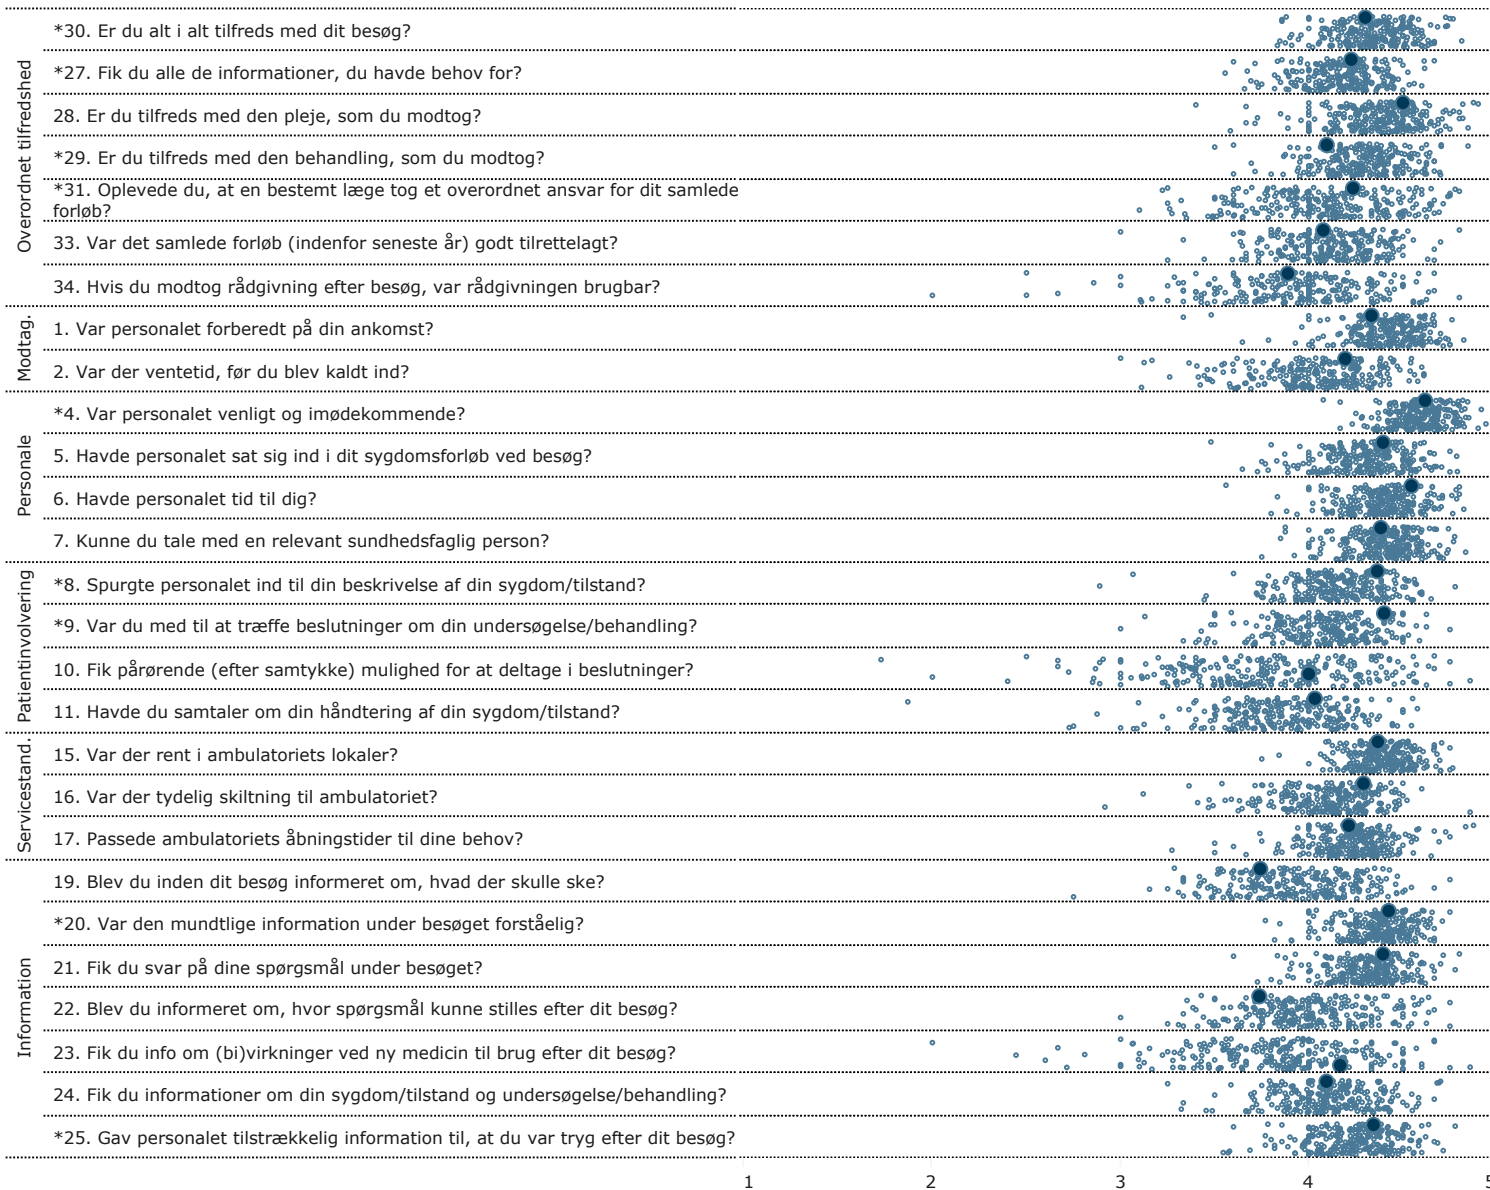 Overordnet tilfredshed
*30. Er du alt i alt tilfreds med dit besøg?
*27. Fik du alle de informationer, du havde behov for?
28. Er du tilfreds med den pleje, som du modtog?
*29. Er du tilfreds med den behandling, som du modtog?
*31. Oplevede du, at en bestemt læge tog et overordnet ansvar for dit samlede
forløb?
33. Var det samlede forløb (indenfor seneste år) godt tilrettelagt?
34. Hvis du modtog rådgivning efter besøg, var rådgivningen brugbar?
Modtag.
1. Var personalet forberedt på din ankomst?
2. Var der ventetid, før du blev kaldt ind?
Personale
*4. Var personalet venligt og imødekommende?
5. Havde personalet sat sig ind i dit sygdomsforløb ved besøg?
6. Havde personalet tid til dig?
7. Kunne du tale med en relevant sundhedsfaglig person?
Patientinvolvering
*8. Spurgte personalet ind til din beskrivelse af din sygdom/tilstand?
*9. Var du med til at træffe beslutninger om din undersøgelse/behandling?
10. Fik pårørende (efter samtykke) mulighed for at deltage i beslutninger?
11. Havde du samtaler om din håndtering af din sygdom/tilstand?
Servicestand.
15. Var der rent i ambulatoriets lokaler?
16. Var der tydelig skiltning til ambulatoriet?
17. Passede ambulatoriets åbningstider til dine behov?
Information
19. Blev du inden dit besøg informeret om, hvad der skulle ske?
*20. Var den mundtlige information under besøget forståelig?
21. Fik du svar på dine spørgsmål under besøget?
22. Blev du informeret om, hvor spørgsmål kunne stilles efter dit besøg?
23. Fik du info om (bi)virkninger ved ny medicin til brug efter dit besøg?
24. Fik du informationer om din sygdom/tilstand og undersøgelse/behandling?
*25. Gav personalet tilstrækkelig information til, at du var tryg efter dit besøg?
1 2 3 4 5